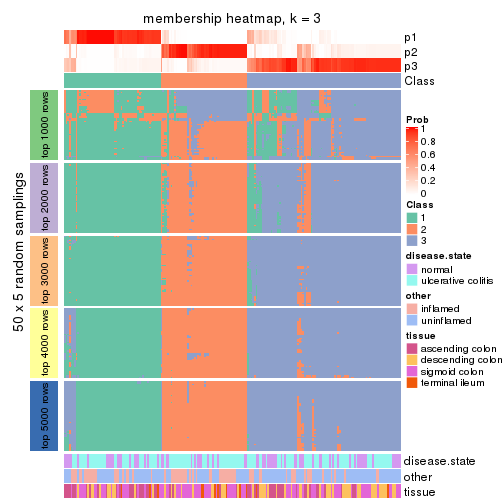 membership heatmap, k = 3
p1
p2
p3
Class
50 x 5 random samplings
top 1000 rows
top 2000 rows
top 3000 rows
top 4000 rows
top 5000 rows
disease.state
other
tissue
Prob
1
0.8
0.6
0.4
0.2
0
Class
1
2
3
disease.state
normal
ulcerative colitis
other
inflamed
uninflamed
tissue
ascending colon
descending colon
sigmoid colon
terminal ileum